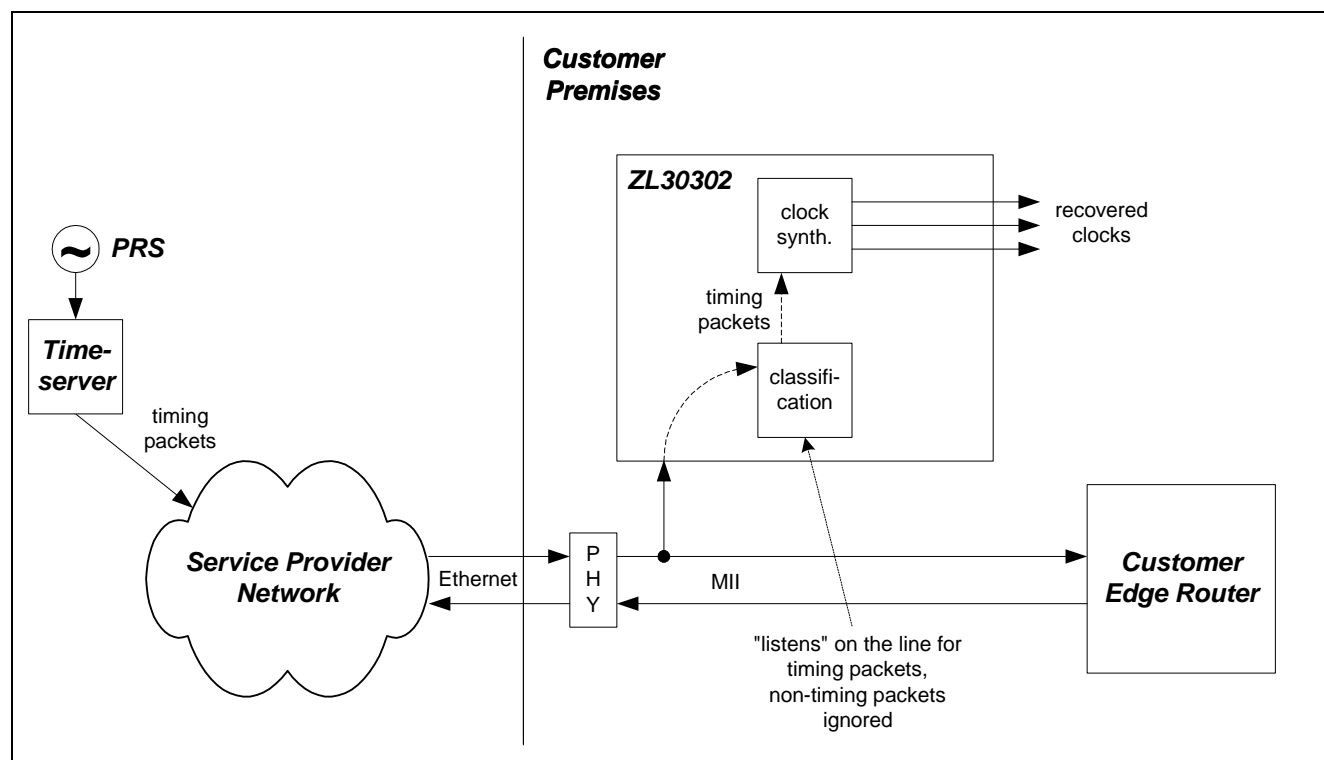 Customer
Premises
ZL30302
clock
synth.
recovered
clocks
~
PRS
timing
packets
Time-
server
classifi-
cation
timing
packets
Service Provider
Network
Ethernet
P
H
Y
MII
Customer
Edge Router
"listens" on the line for
timing packets,
non-timing packets
ignored